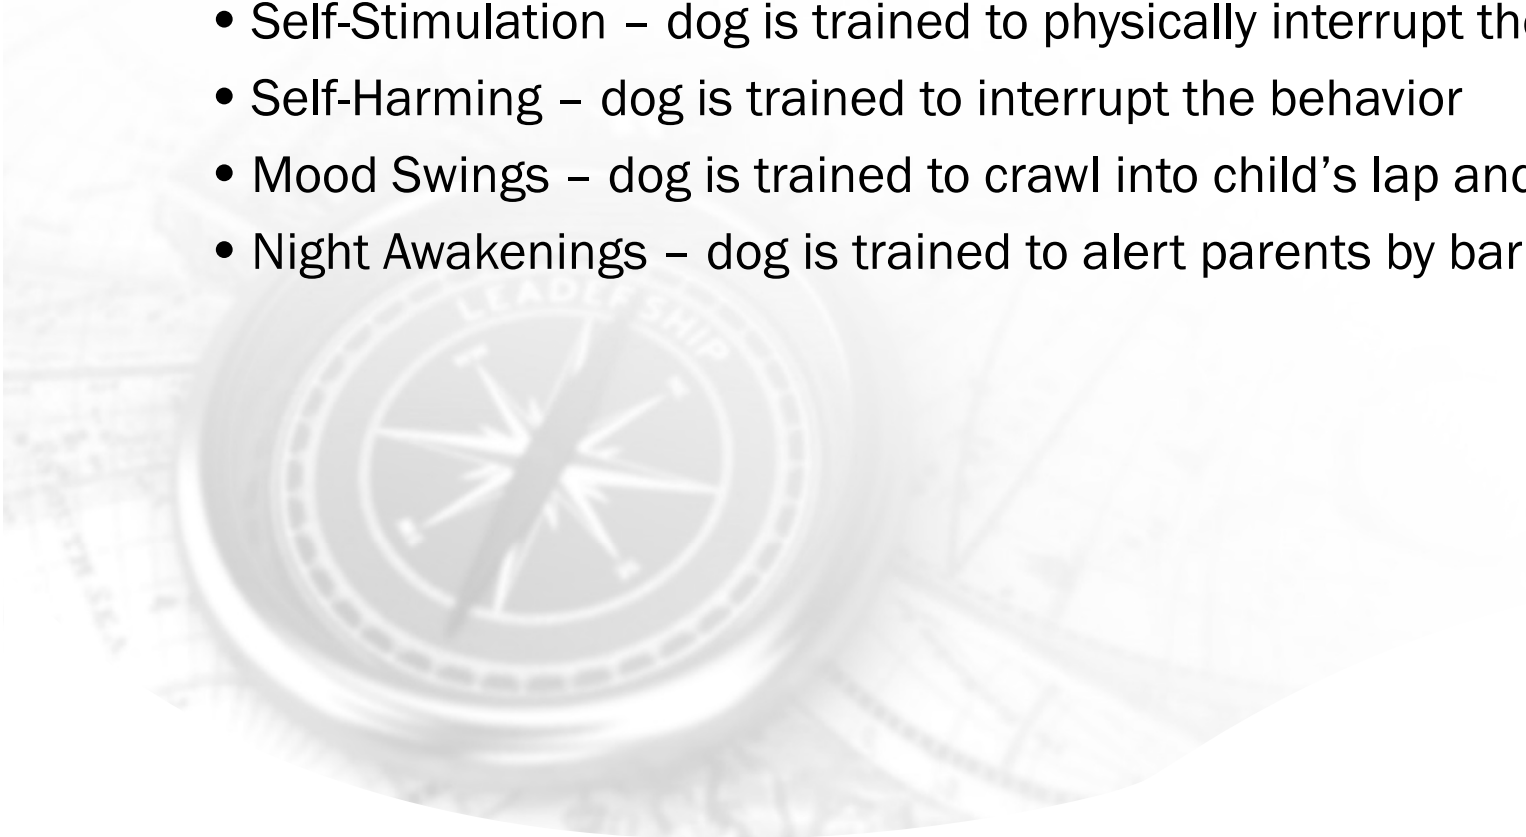 • Self-Stimulation – dog is trained to physically interrupt
• Self-Harming – dog is trained to interrupt the behavior
• Mood Swings – dog is trained to crawl into child’s lap
• Night Awakenings – dog is trained to alert parents by
LEADERSHIP